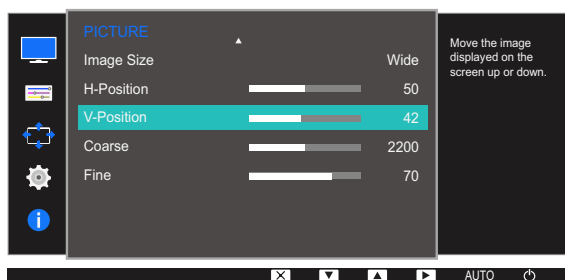 PICTURE
Image Size Wide
H-Position 50
V-Position 42
Coarse 2200
Fine 70
Move the image
displayed on the
screen up or down.
AUTO